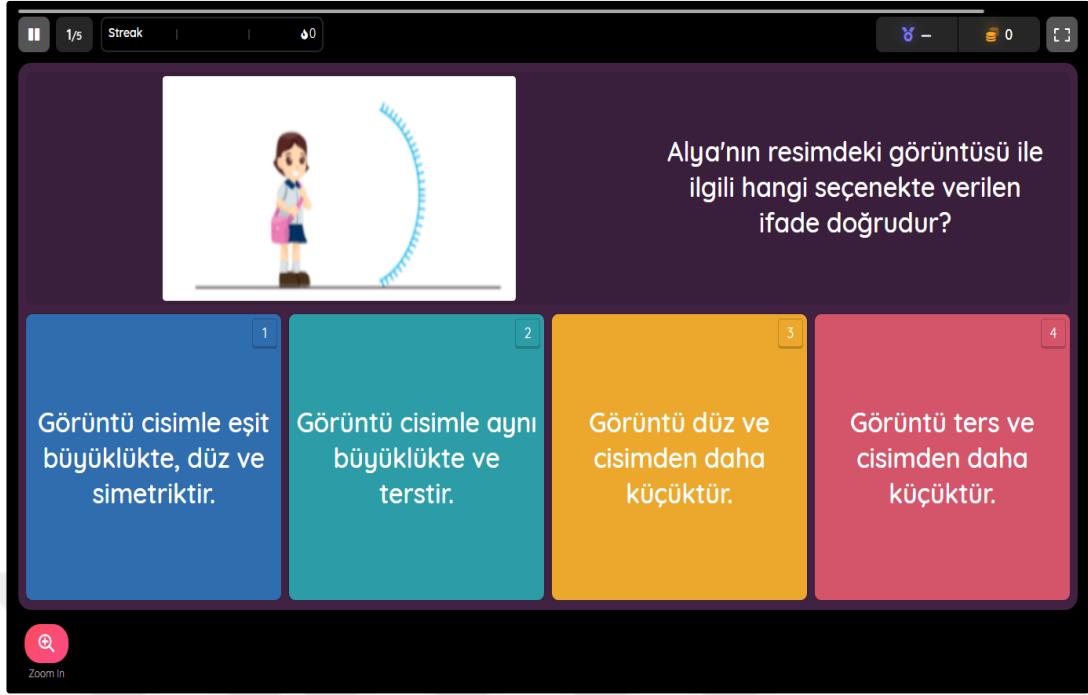 1/5
Streak
0
–
0
Alya'nın resimdeki görüntüsü ile
ilgili hangi seçenekte verilen
ifade doğrudur?
1
Görüntü cisimle eşit
büyüklükte, düz ve
simetriktir.
2
Görüntü cisimle aynı
büyüklükte ve
terstir.
3
Görüntü düz ve
cisimden daha
küçüktür.
4
Görüntü ters ve
cisimden daha
küçüktür.
Zoom In